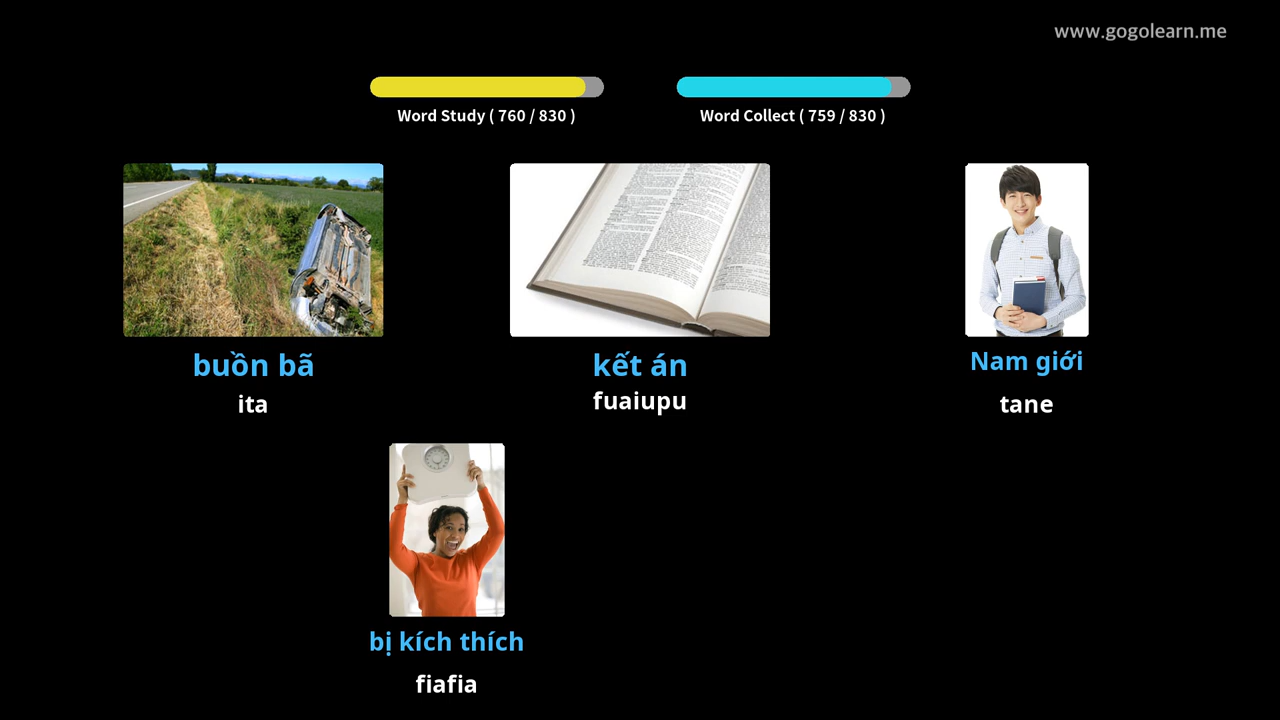 www.gogolearn.me
Word Study ( 760 / 830 )
Word Collect ( 759 / 830 )
buồn bã
ita
kết án
fuaiupu
Nam giới
tane
bị kích thích
fiafia